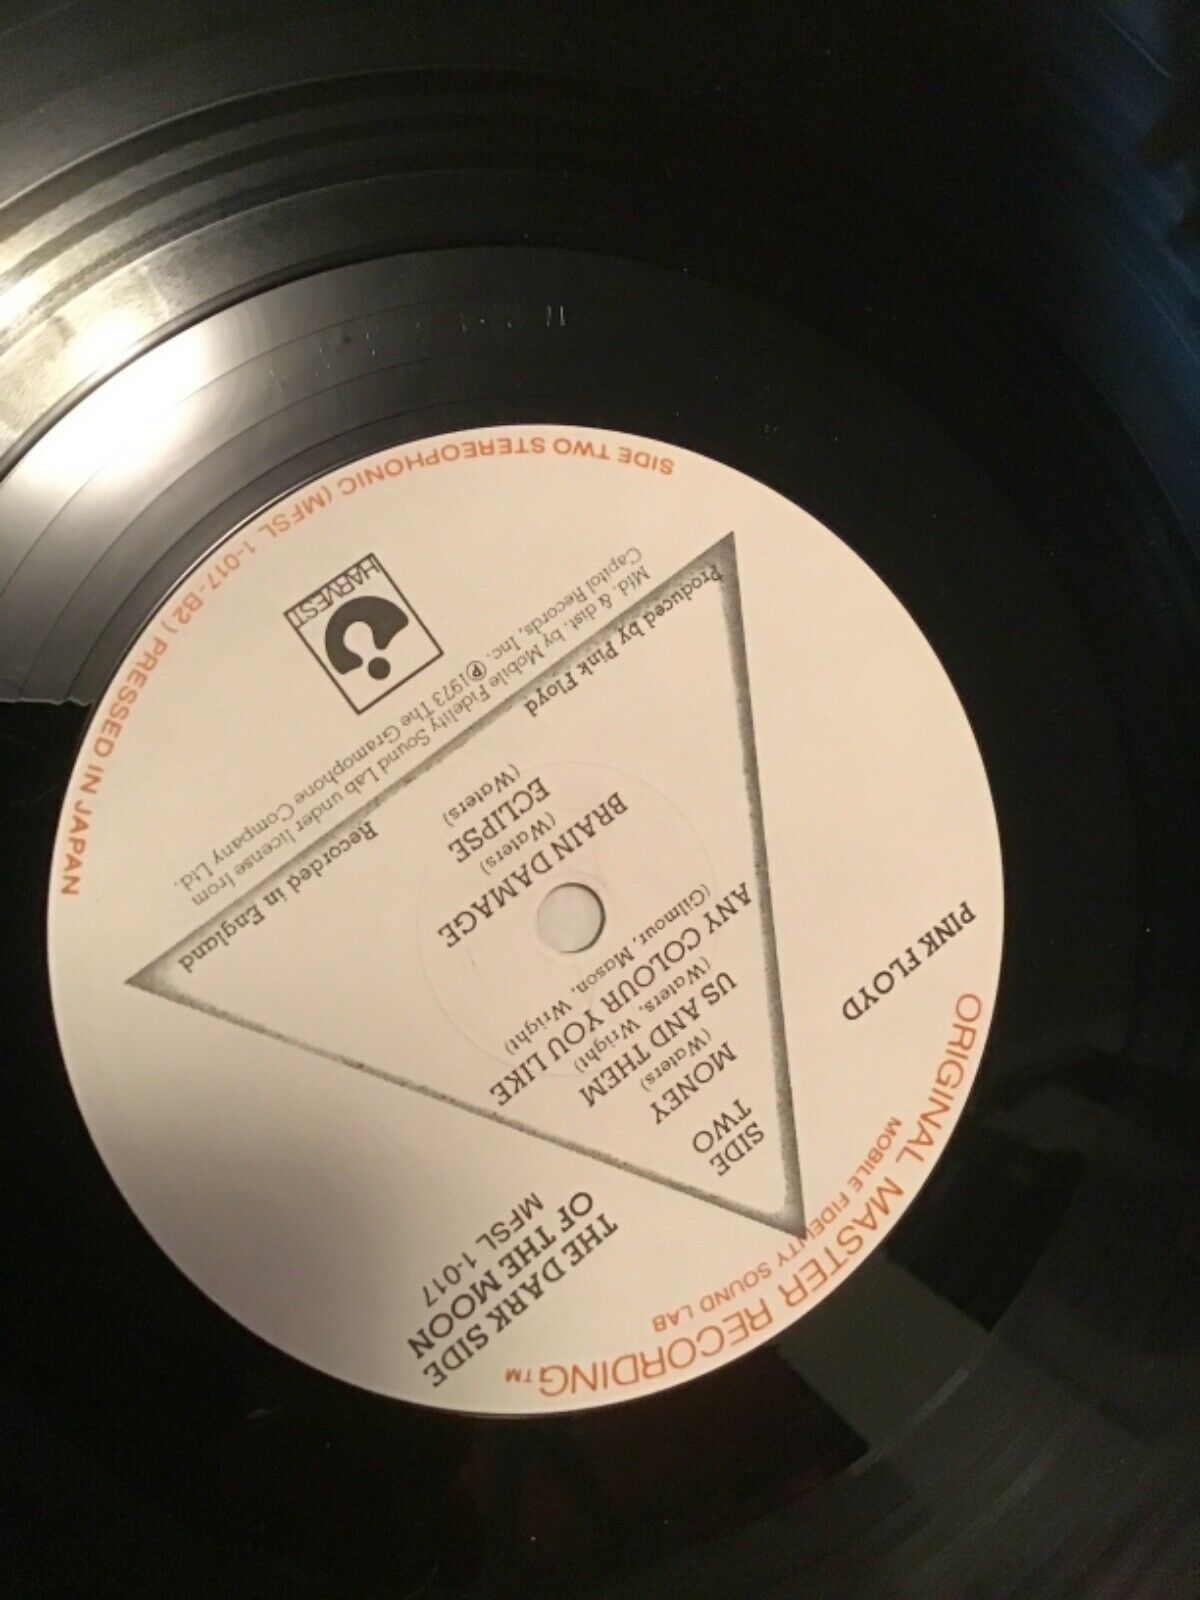 ORIGINAL MASTER RECORDING™
MOBILE FIDELITY SOUND LAB
PINK FLOYD
THE DARK SIDE
OF THE MOON
MFSL 1-017
SIDE
TWO
MONEY
(Waters)
US AND THEM
(Waters, Wright)
ANY COLOUR YOU LIKE
(Gilmour, Mason, Wright)
BRAIN DAMAGE
(Waters)
ECLIPSE
(Waters)
Produced by Pink Floyd
Recorded in England
Mfd. & dist. by Mobile Fidelity Sound Lab under license from
Capitol Records, Inc. ℗1973 The Gramophone Company Ltd.
HARVEST
SIDE TWO STEREOPHONIC (MFSL 1-017-B2) PRESSED IN JAPAN